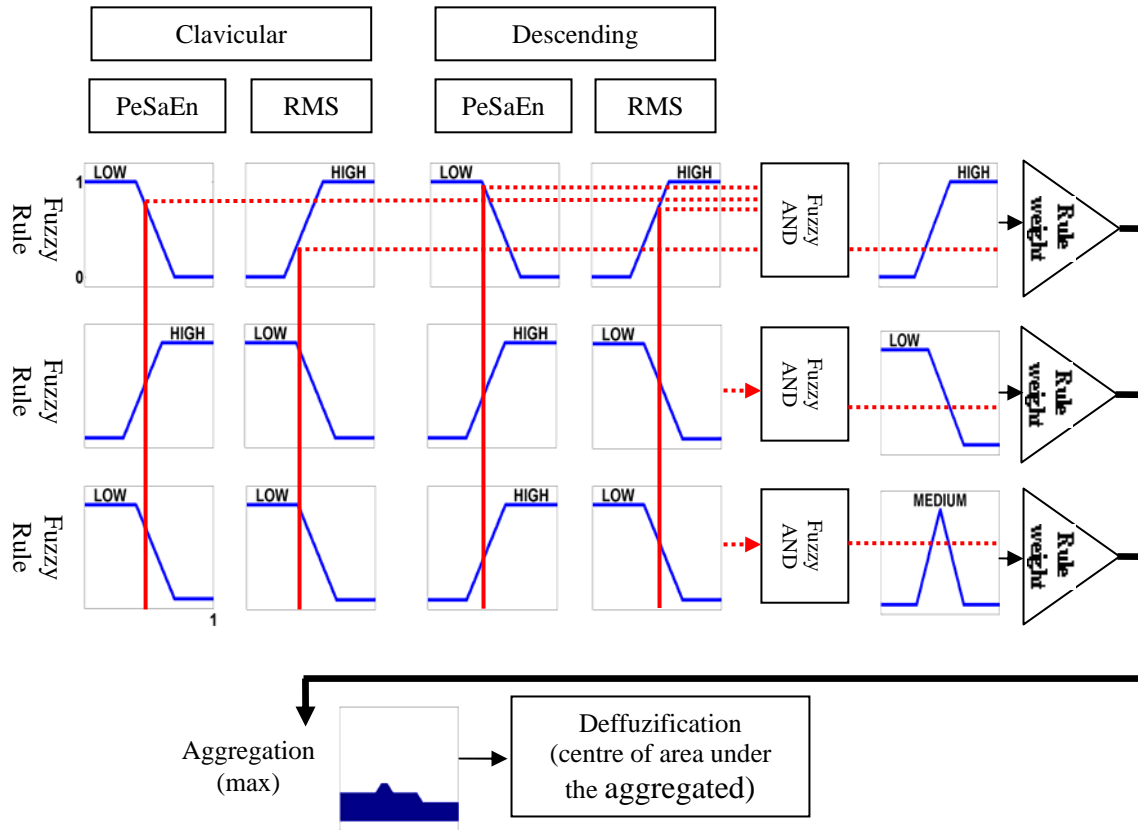 Clavicular
Descending
PeSaEn
RMS
PeSaEn
RMS
Fuzzy
Rule
1
0
LOW
HIGH
LOW
HIGH
Fuzzy
AND
HIGH
Rule
weight
Fuzzy
Rule
HIGH
LOW
HIGH
LOW
Fuzzy
AND
LOW
Rule
weight
Fuzzy
Rule
LOW
LOW
HIGH
LOW
Fuzzy
AND
MEDIUM
Rule
weight
1
Aggregation
(max)
Deffuzification
(centre of area under
the aggregated)